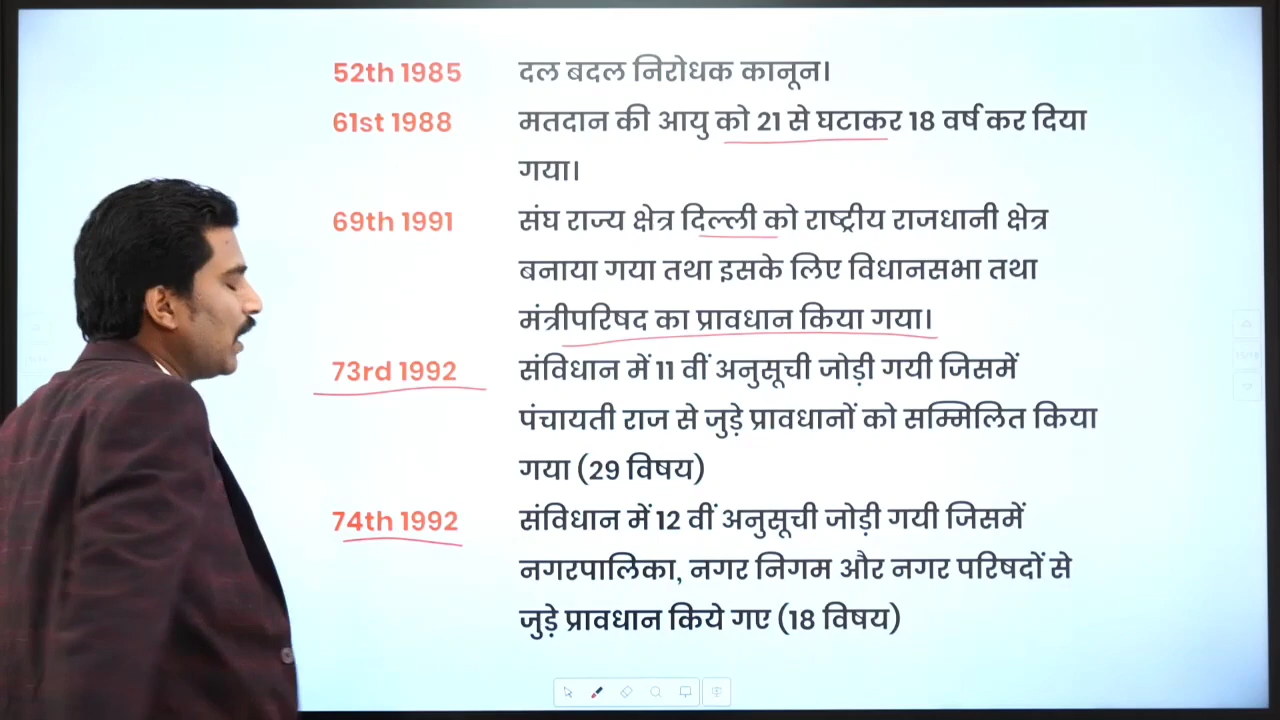 52th 1985 दल बदल निरोधक कानून।
61st 1988 मतदान की आयु को 21 से घटाकर 18 वर्ष कर दिया
गया।
69th 1991 संघ राज्य क्षेत्र दिल्ली को राष्ट्रीय राजधानी क्षेत्र
बनाया गया तथा इसके लिए विधानसभा तथा
मंत्रीपरिषद का प्रावधान किया गया।
73rd 1992 संविधान में 11 वीं अनुसूची जोड़ी गयी जिसमें
पंचायती राज से जुड़े प्रावधानों को सम्मिलित किया
गया (29 विषय)
74th 1992 संविधान में 12 वीं अनुसूची जोड़ी गयी जिसमें
नगरपालिका, नगर निगम और नगर परिषदों से
जुड़े प्रावधान किये गए (18 विषय)